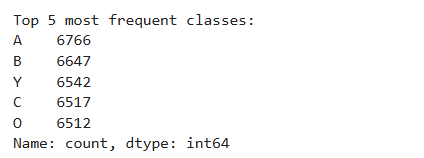 Top 5 most frequent classes:
A    6766
B    6647
Y    6542
C    6517
O    6512
Name: count, dtype: int64